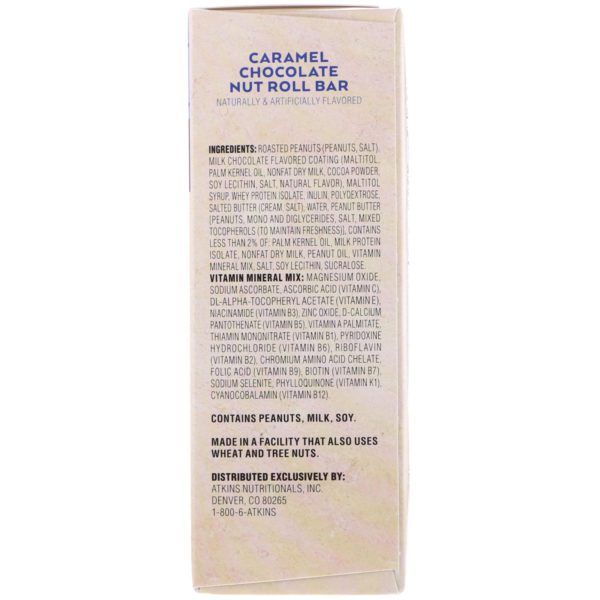 CARAMEL
CHOCOLATE
NUT ROLL BAR
NATURALLY & ARTIFICIALLY FLAVORED
INGREDIENTS: ROASTED PEANUTS (PEANUTS, SALT),
MILK CHOCOLATE FLAVORED COATING (MALTITOL,
PALM KERNEL OIL, NONFAT DRY MILK, COCOA POWDER,
SOY LECITHIN, SALT, NATURAL FLAVOR), MALTITOL
SYRUP, WHEY PROTEIN ISOLATE, INULIN, POLYDEXTROSE,
SALTED BUTTER (CREAM, SALT), WATER, PEANUT BUTTER
(PEANUTS, MONO AND DIGLYCERIDES, SALT, MIXED
TOCOPHEROLS (TO MAINTAIN FRESHNESS)), CONTAINS
LESS THAN 2% OF: PALM KERNEL OIL, MILK PROTEIN
ISOLATE, NONFAT DRY MILK, PEANUT OIL, VITAMIN
MINERAL MIX, SALT, SOY LECITHIN, SUCRALOSE.
VITAMIN MINERAL MIX: MAGNESIUM OXIDE,
SODIUM ASCORBATE, ASCORBIC ACID (VITAMIN C),
DL-ALPHA-TOCOPHERYL ACETATE (VITAMIN E),
NIACINAMIDE (VITAMIN B3), ZINC OXIDE, D-CALCIUM
PANTOTHENATE (VITAMIN B5), VITAMIN A PALMITATE,
THIAMIN MONONITRATE (VITAMIN B1), PYRIDOXINE
HYDROCHLORIDE (VITAMIN B6), RIBOFLAVIN
(VITAMIN B2), CHROMIUM AMINO ACID CHELATE,
FOLIC ACID (VITAMIN B9), BIOTIN (VITAMIN B7),
SODIUM SELENITE, PHYLLOQUINONE (VITAMIN K1),
CYANOCOBALAMIN (VITAMIN B12).
CONTAINS PEANUTS, MILK, SOY.
MADE IN A FACILITY THAT ALSO USES
WHEAT AND TREE NUTS.
DISTRIBUTED EXCLUSIVELY BY:
ATKINS NUTRITIONALS, INC.
DENVER, CO 80265
1-800-6-ATKINS